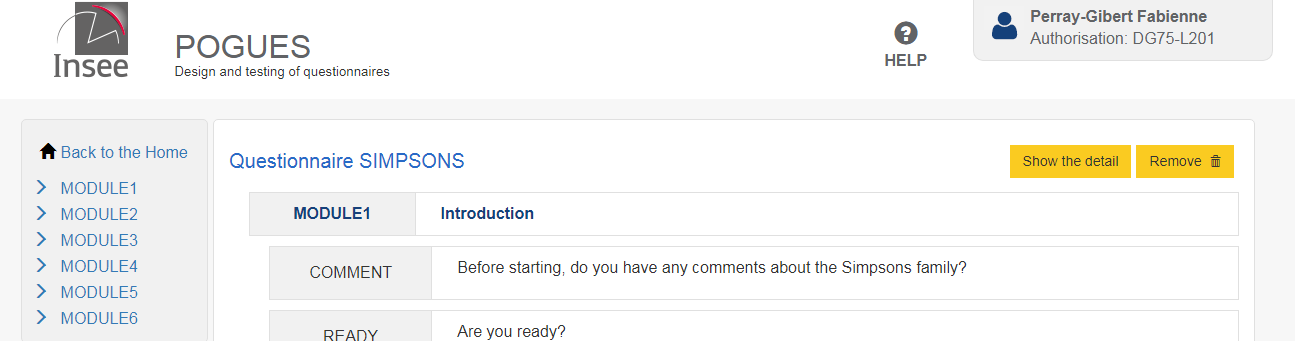 Insee
POGUES
Design and testing of questionnaires
HELP
Perray-Gibert Fabienne
Authorisation: DG75-L201
Back to the Home
MODULE1
MODULE2
MODULE3
MODULE4
MODULE5
MODULE6
Questionnaire SIMPSONS
Show the detail
Remove
MODULE1 Introduction
COMMENT Before starting, do you have any comments about the Simpsons family?
READY Are you ready?